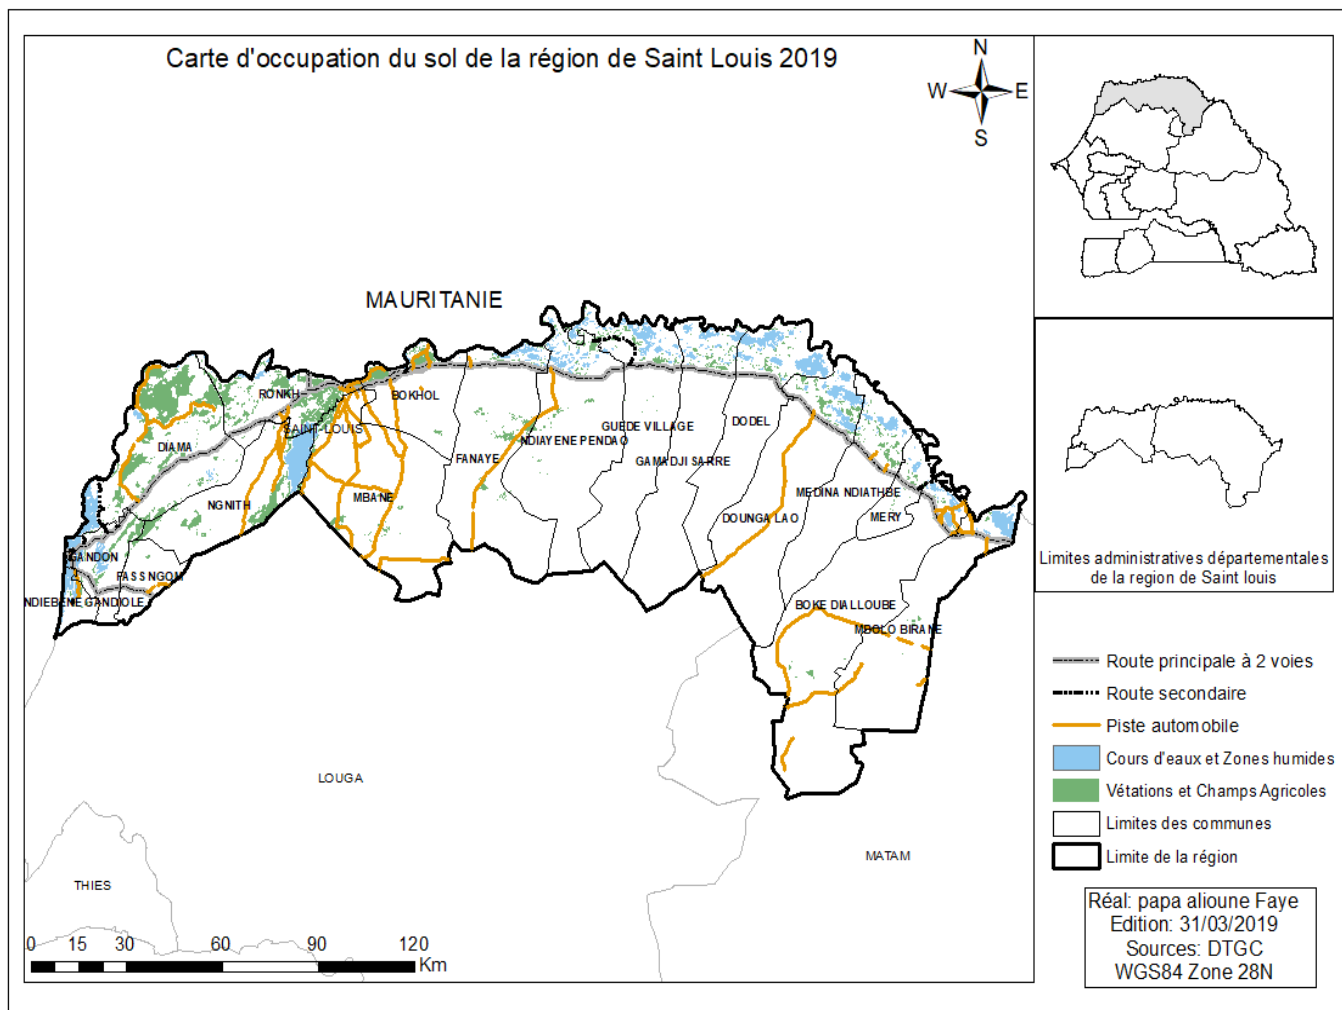 Carte d'occupation du sol de la région de Saint Louis 2019
N
W
E
S
MAURITANIE
RONKH
BOKHOL
SAINT-LOUIS
DIAMA
GUEDE VILLAGE
DODEL
NDIAYENE PENDAO
FANAYE
GAMADJI SARRE
NGNITH
MBANE
MEDINA NDIATHBE
DOUNGA LAO
MERY
GANDON
FASS NGOM
NDIEBENE GANDIOLE
BOKE DIALLOUBE
MBOLO BIRANE
LOUGA
MATAM
THIES
0 15 30 60 90 120
Km
Limites administratives départementales
de la region de Saint louis
Route principale à 2 voies
Route secondaire
Piste automobile
Cours d'eaux et Zones humides
Vétations et Champs Agricoles
Limites des communes
Limite de la région
Réal: papa alioune Faye
Edition: 31/03/2019
Sources: DTGC
WGS84 Zone 28N